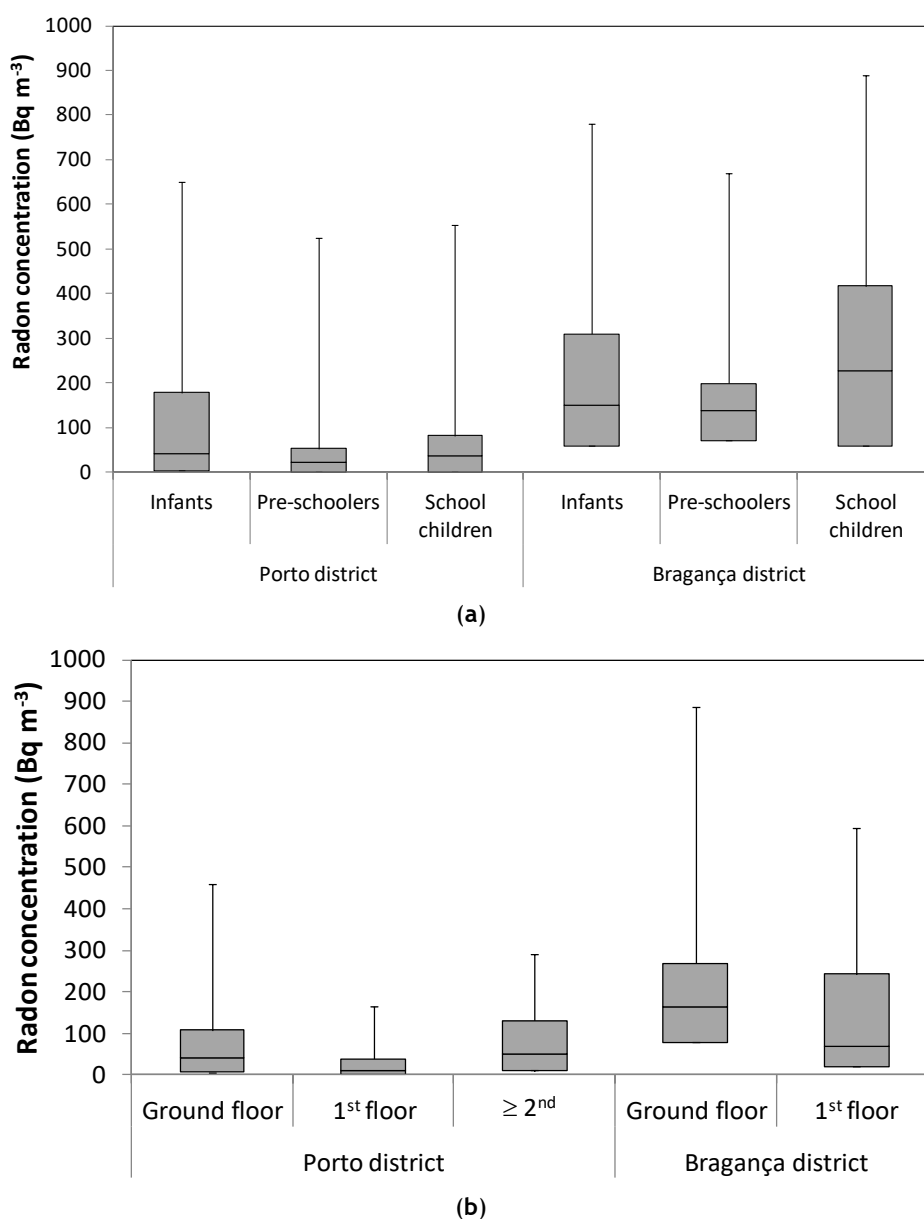 Radon concentration (Bq m⁻³)
1000
900
800
700
600
500
400
300
200
100
0
Infants Pre-schoolers School children Infants Pre-schoolers School children
Porto district Bragança district
(a)
Radon concentration (Bq m⁻³)
1000
900
800
700
600
500
400
300
200
100
0
Ground floor 1ˢᵗ floor ≥ 2ⁿᵈ Ground floor 1ˢᵗ floor
Porto district Bragança district
(b)